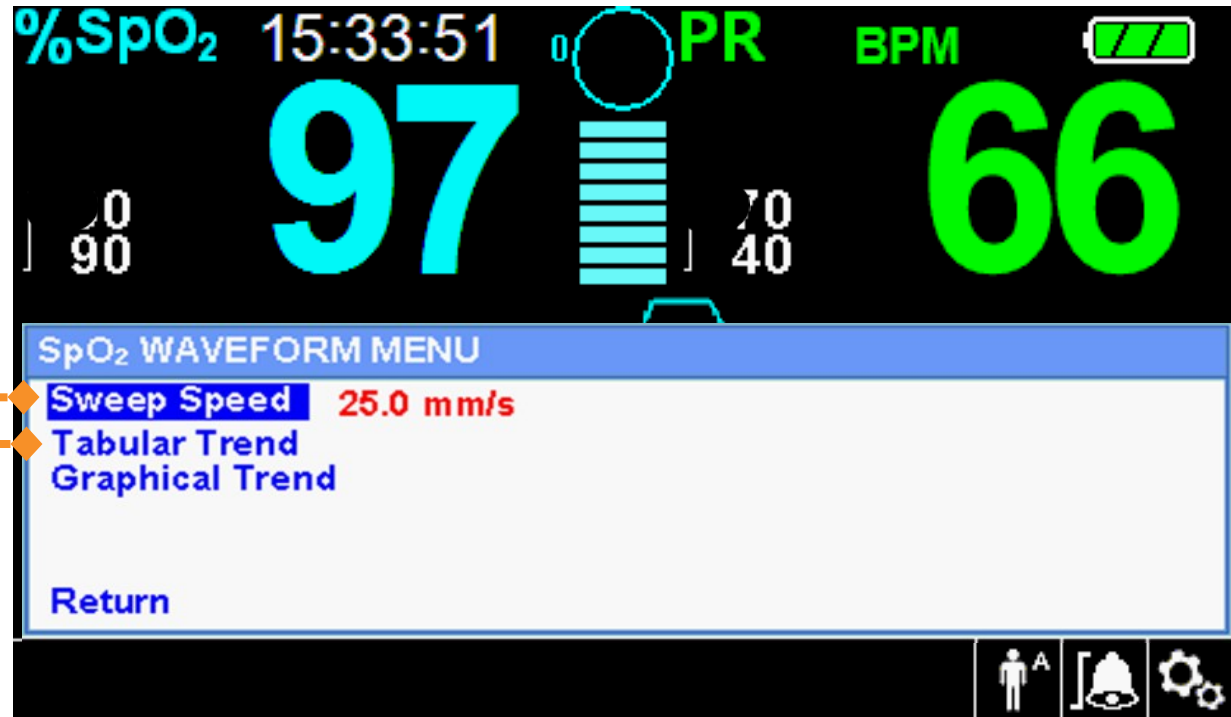 %SpO₂ 15:33:51 0 PR BPM
97 66
90 40
SpO₂ WAVEFORM MENU
Sweep Speed 25.0 mm/s
Tabular Trend
Graphical Trend
Return
A